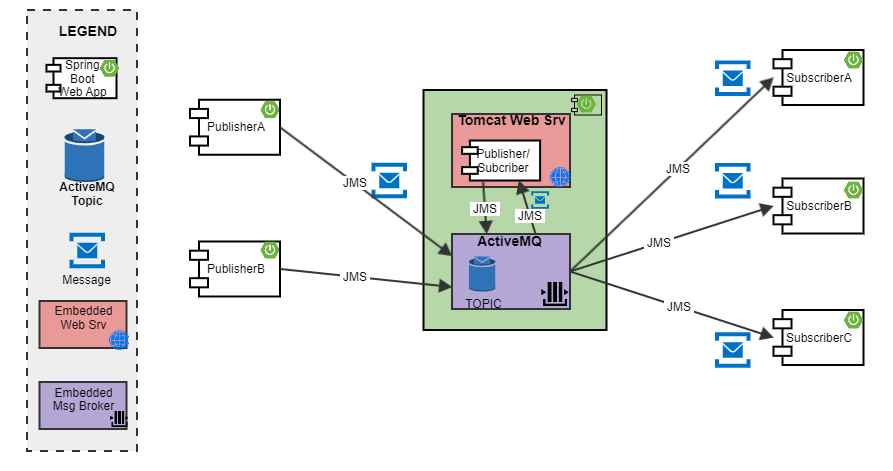 LEGEND
Spring
Boot
Web App
ActiveMQ
Topic
Message
Embedded
Web Srv
Embedded
Msg Broker
PublisherA
PublisherB
JMS
JMS
Tomcat Web Srv
Publisher/
Subcriber
JMS
JMS
ActiveMQ
TOPIC
JMS
JMS
JMS
SubscriberA
SubscriberB
SubscriberC